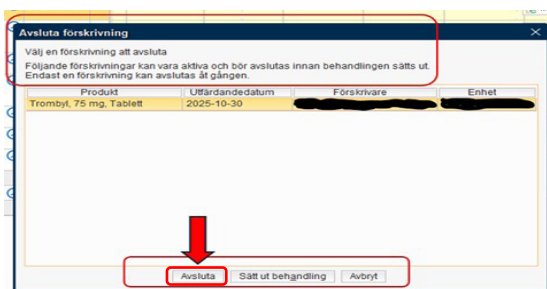 Avsluta förskrivning
Välj en förskrivning att avsluta
Följande förskrivningar kan vara aktiva och bör avslutas innan behandlingen sätts ut.
Endast en förskrivning kan avslutas åt gången.
Produkt Utfärdandedatum Förskrivare Enhet
Trombyl, 75 mg, Tablett 2025-10-30
Avsluta Sätt ut behandling Avbryt